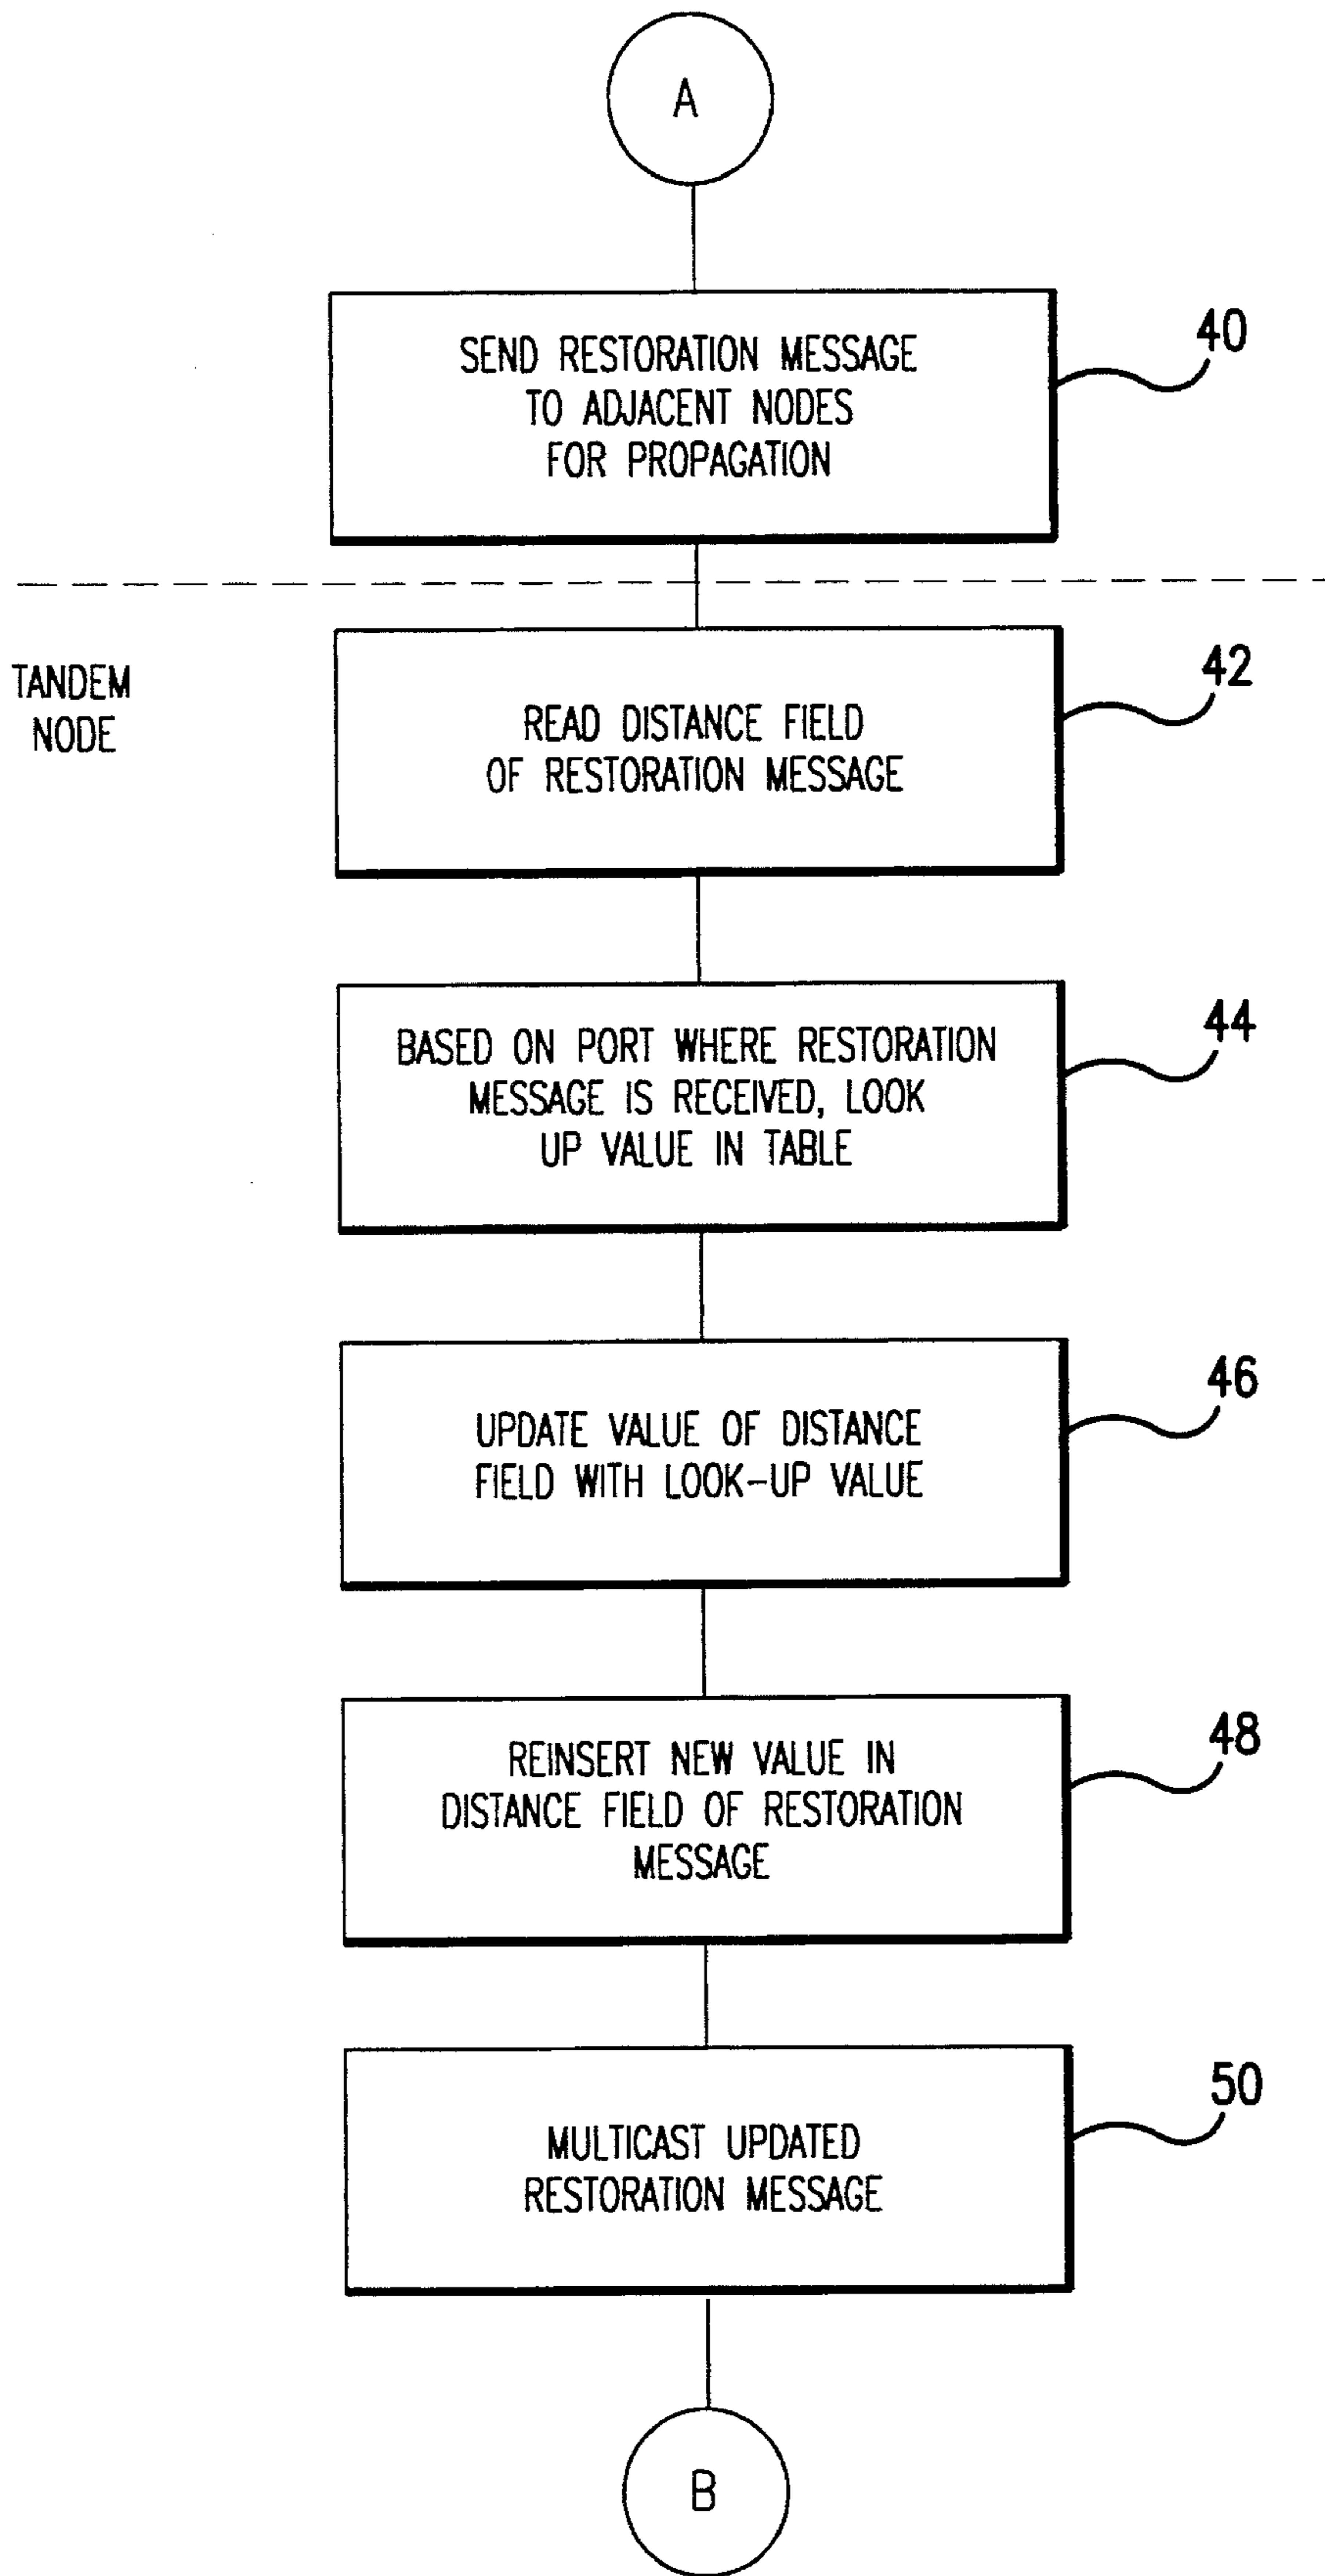 A
SEND RESTORATION MESSAGE
TO ADJACENT NODES
FOR PROPAGATION
40
TANDEM
NODE
READ DISTANCE FIELD
OF RESTORATION MESSAGE
42
BASED ON PORT WHERE RESTORATION
MESSAGE IS RECEIVED, LOOK
UP VALUE IN TABLE
44
UPDATE VALUE OF DISTANCE
FIELD WITH LOOK-UP VALUE
46
REINSERT NEW VALUE IN
DISTANCE FIELD OF RESTORATION
MESSAGE
48
MULTICAST UPDATED
RESTORATION MESSAGE
50
B